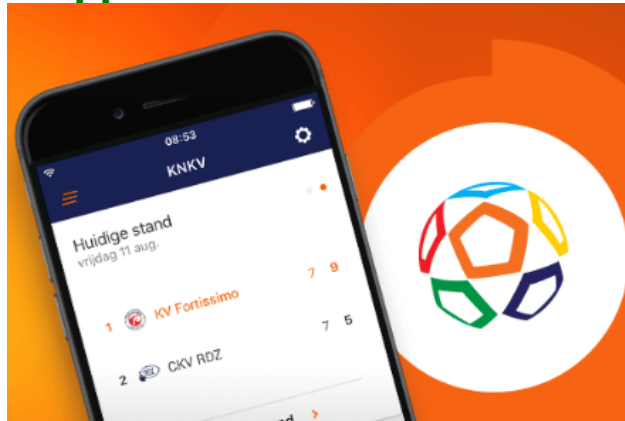 08:53
KNKV
Huidige stand
vrijdag 11 aug.
1 KV Fortissimo 7 9
2 CKV RDZ 7 5